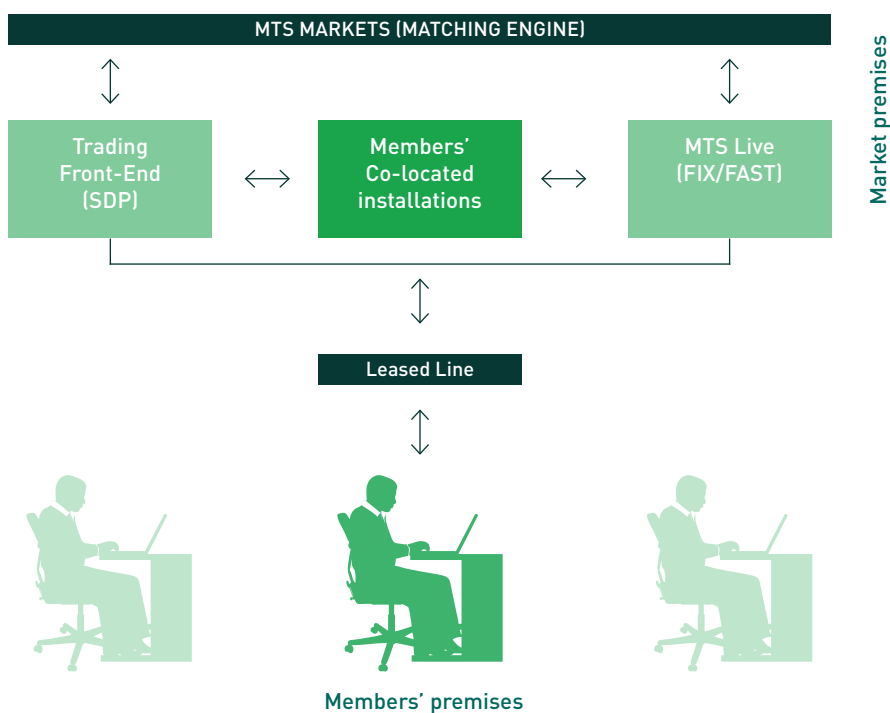 MTS MARKETS (MATCHING ENGINE)
Market premises
Trading
Front-End
(SDP)
Members’
Co-located
installations
MTS Live
(FIX/FAST)
Leased Line
Members’ premises